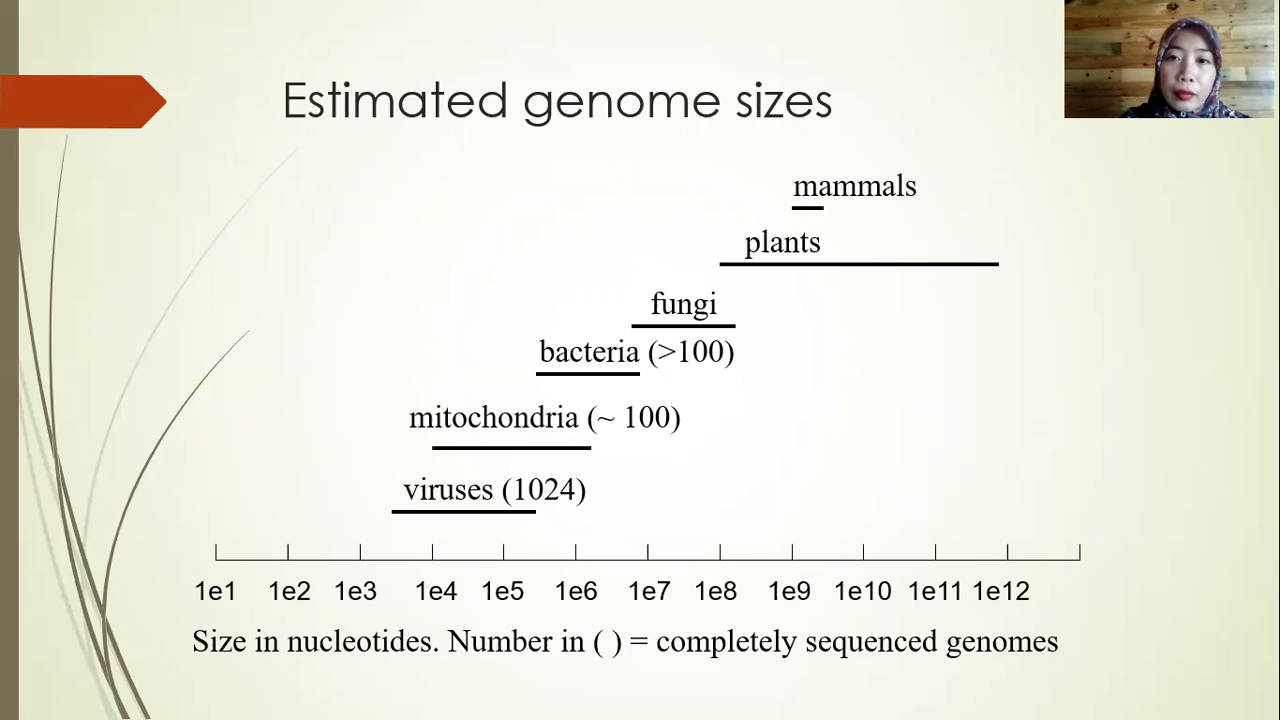 Estimated genome sizes
mammals
plants
fungi
bacteria (>100)
mitochondria (~ 100)
viruses (1024)
1e1 1e2 1e3 1e4 1e5 1e6 1e7 1e8 1e9 1e10 1e11 1e12
Size in nucleotides. Number in ( ) = completely sequenced genomes